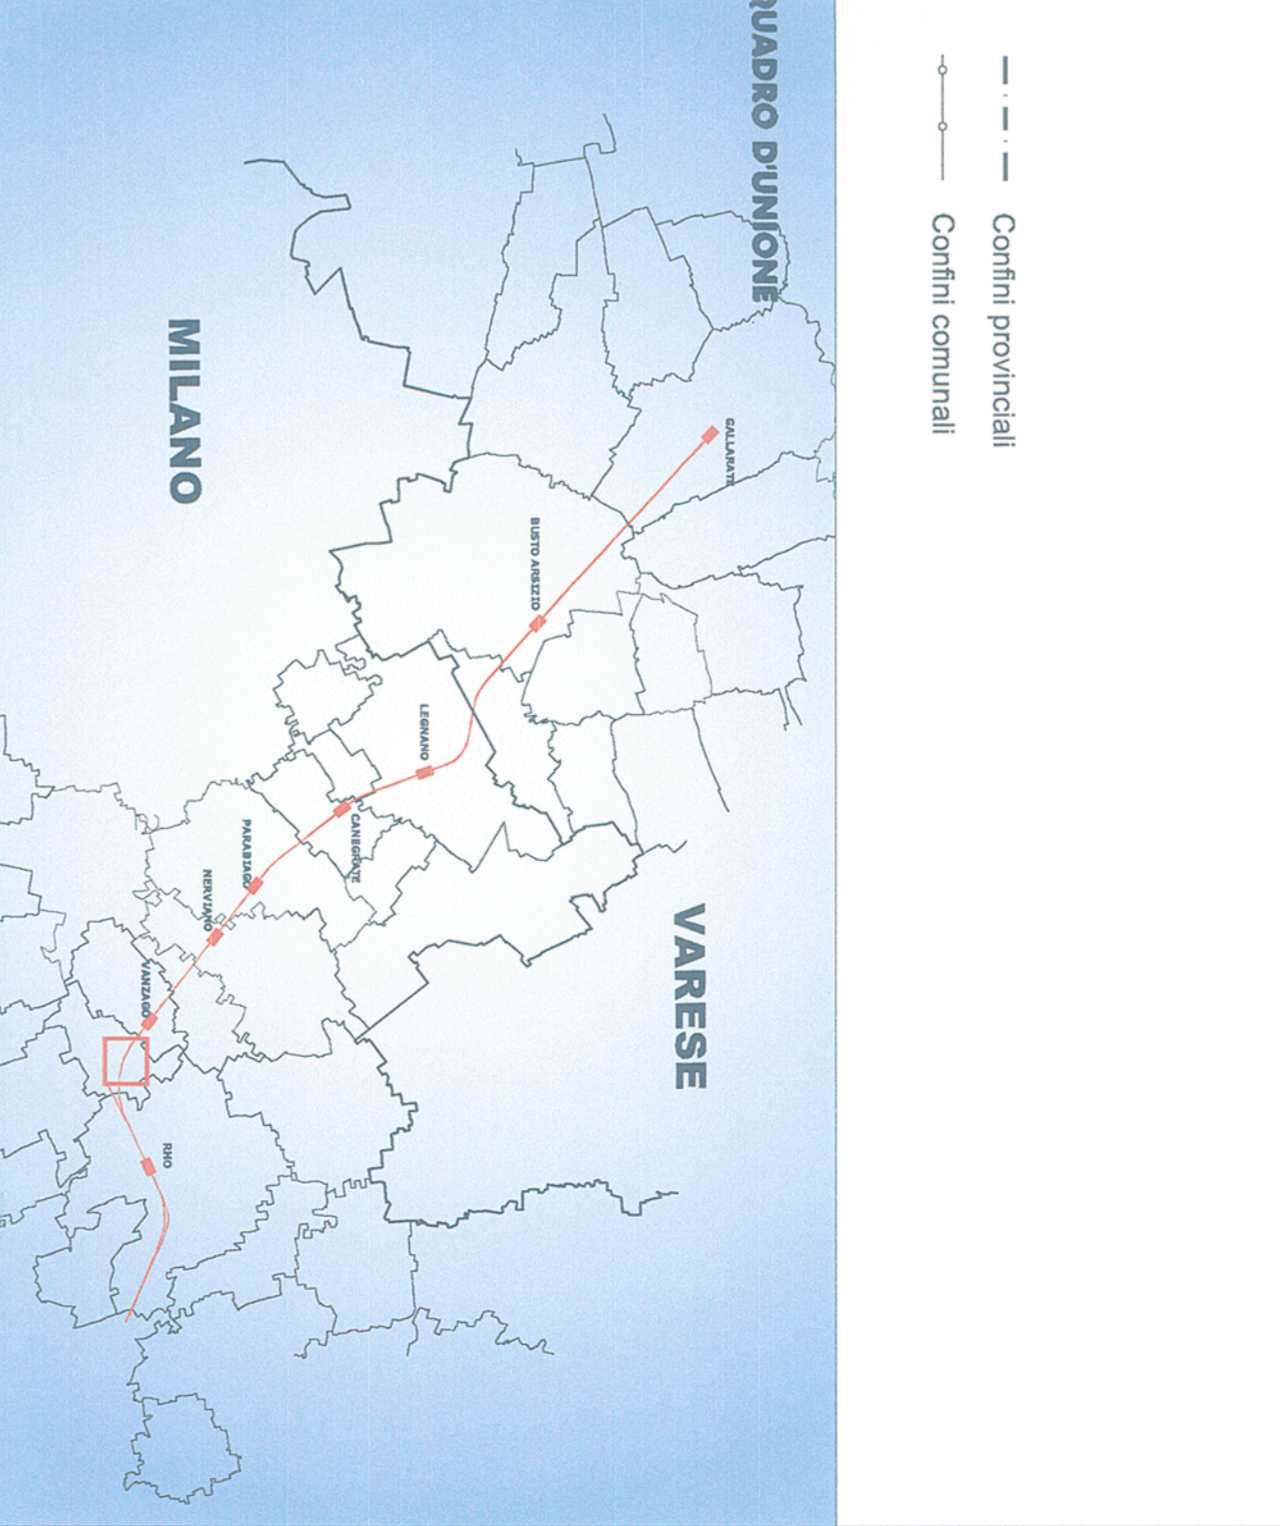 Confini provinciali
Confini comunali
QUADRO D'UNIONE
GALLARATE
VARESE
BUSTO ARSIZIO
LEGNANO
CANEGRATE
PARABIAGO
NERVIANO
MILANO
RHO
VANZAGO